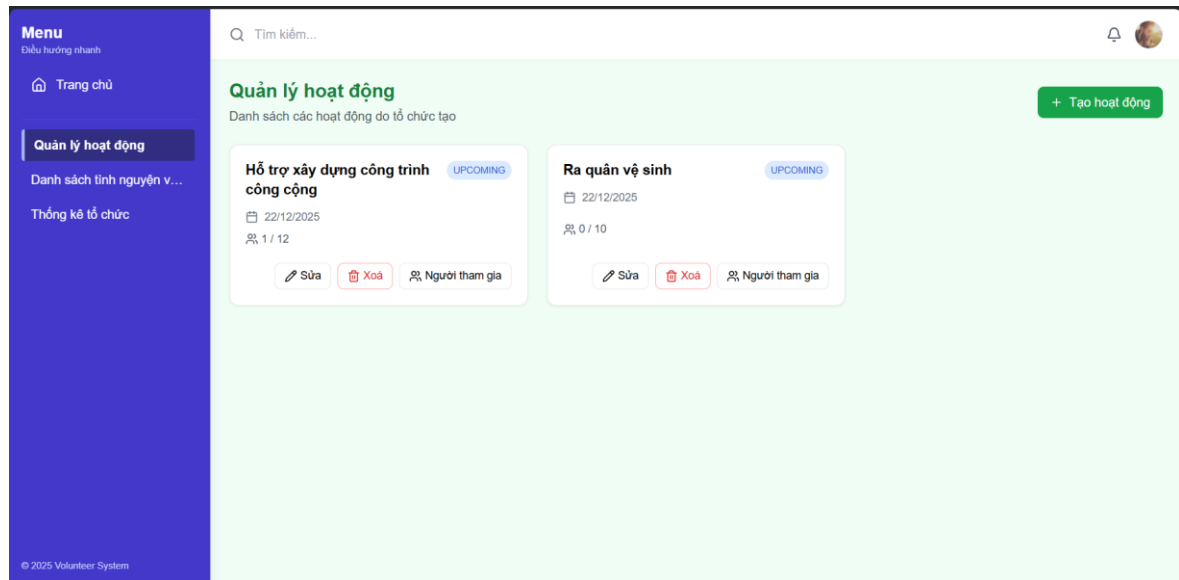 Menu
Điều hướng nhanh
Trang chủ
Quản lý hoạt động
Danh sách tình nguyện v...
Thống kê tổ chức
© 2025 Volunteer System
Tìm kiếm...
Quản lý hoạt động
Danh sách các hoạt động do tổ chức tạo
+ Tạo hoạt động
Hỗ trợ xây dựng công trình
công cộng
UPCOMING
22/12/2025
1 / 12
Sửa
Xoá
Người tham gia
Ra quân vệ sinh
UPCOMING
22/12/2025
0 / 10
Sửa
Xoá
Người tham gia